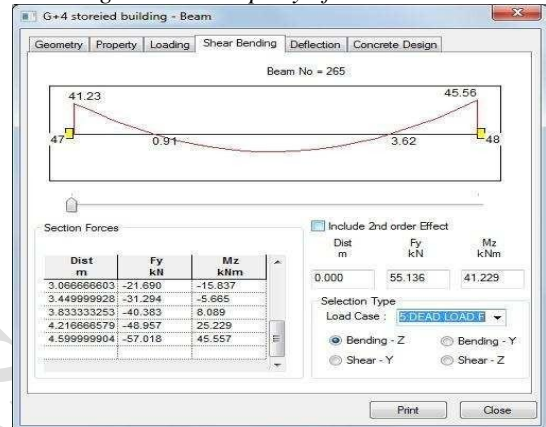 G+4 storeied building - Beam
Geometry Property Loading Shear Bending Deflection Concrete Design
Beam No = 265
41.23 45.56
47 0.91 3.62 48
Section Forces
Dist m Fy kN Mz kNm
3.066666603 -21.690 -15.837
3.449999928 -31.294 -5.665
3.833333253 -40.383 8.089
4.216666579 -48.957 25.229
4.599999904 -57.018 45.557
Include 2nd order Effect
Dist m Fy kN Mz kNm
0.000 55.136 41.229
Selection Type
Load Case : 5:DEAD LOAD F
Bending - Z Bending - Y
Shear - Y Shear - Z
Print Close